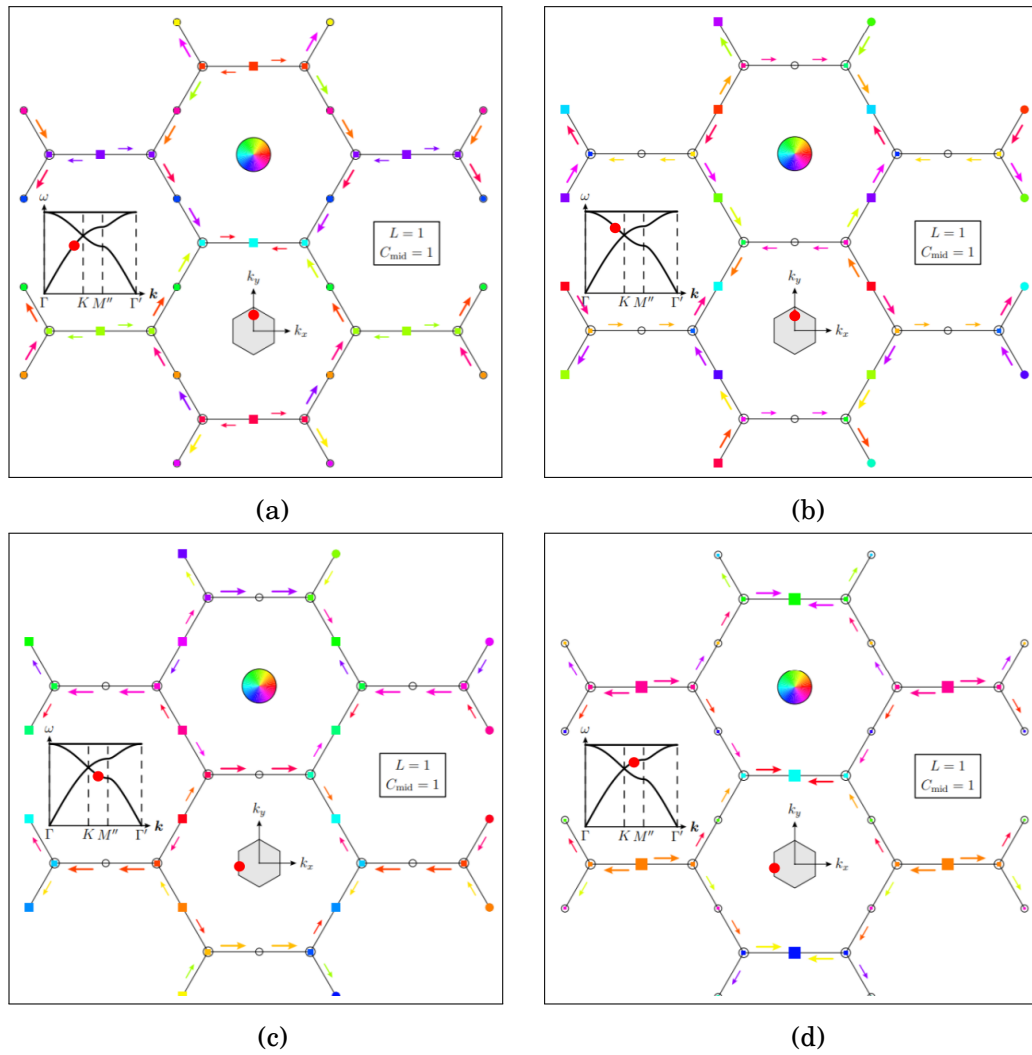 ω
Γ K M″ Γ′ k
k_y
k_x
L = 1
C_mid = 1
(a)
ω
Γ K M″ Γ′ k
k_y
k_x
L = 1
C_mid = 1
(b)
ω
Γ K M″ Γ′ k
k_y
k_x
L = 1
C_mid = 1
(c)
ω
Γ K M″ Γ′ k
k_y
k_x
L = 1
C_mid = 1
(d)